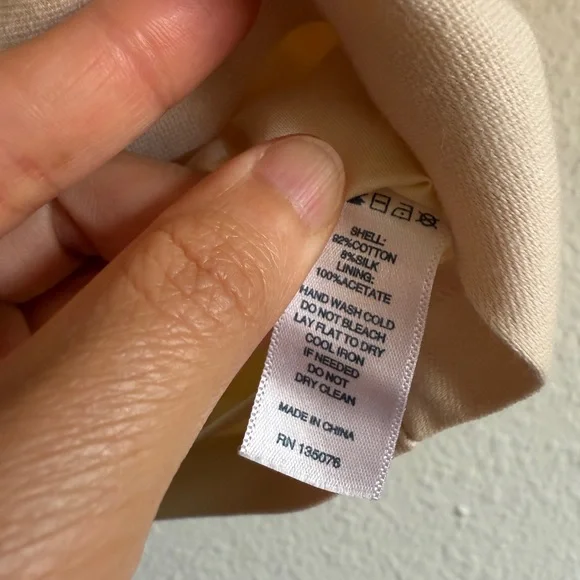 SHELL:
92%COTTON
8%SILK
LINING:
100%ACETATE
HAND WASH COLD
DO NOT BLEACH
LAY FLAT TO DRY
COOL IRON
IF NEEDED
DO NOT
DRY CLEAN
MADE IN CHINA
RN 135076